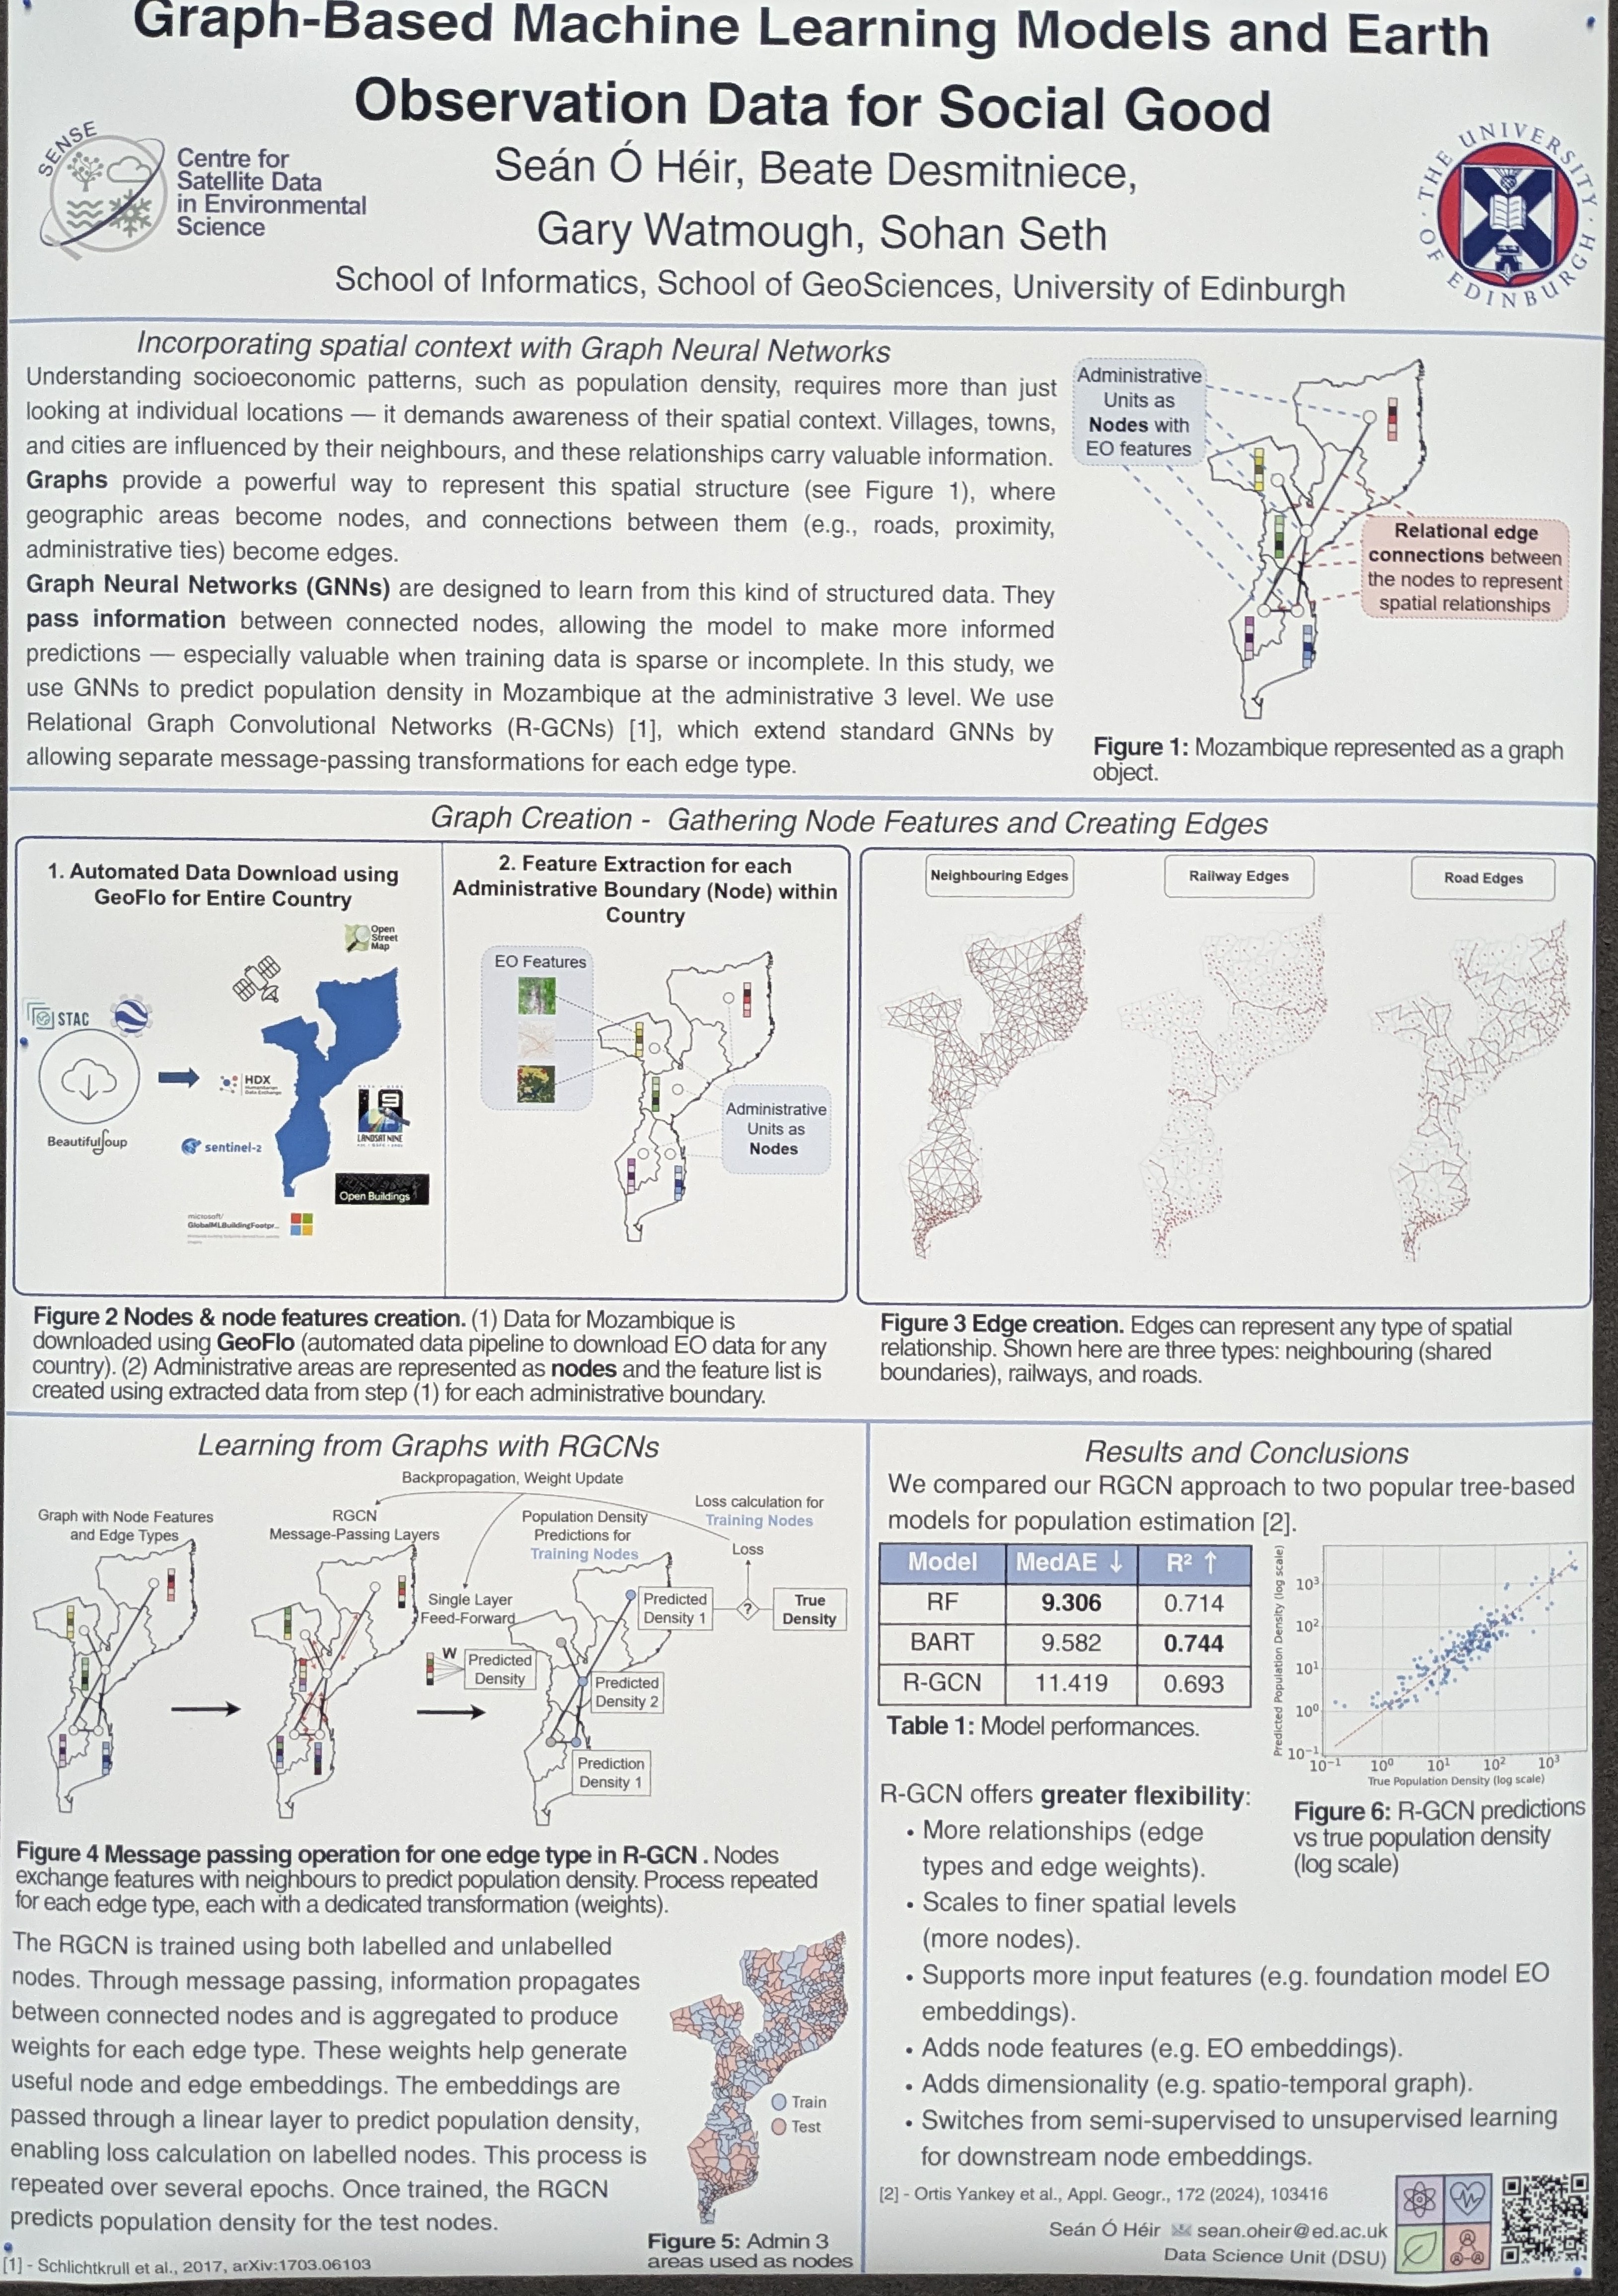 Graph-Based Machine Learning Models and Earth
Observation Data for Social Good
SENSE
Centre for
Satellite Data
in Environmental
Science
Seán Ó Héir, Beate Desmitniece,
Gary Watmough, Sohan Seth
School of Informatics, School of GeoSciences, University of Edinburgh
THE UNIVERSITY OF EDINBURGH
Incorporating spatial context with Graph Neural Networks
Understanding socioeconomic patterns, such as population density, requires more than just
looking at individual locations — it demands awareness of their spatial context. Villages, towns,
and cities are influenced by their neighbours, and these relationships carry valuable information.
Graphs provide a powerful way to represent this spatial structure (see Figure 1), where
geographic areas become nodes, and connections between them (e.g., roads, proximity,
administrative ties) become edges.
Graph Neural Networks (GNNs) are designed to learn from this kind of structured data. They
pass information between connected nodes, allowing the model to make more informed
predictions — especially valuable when training data is sparse or incomplete. In this study, we
use GNNs to predict population density in Mozambique at the administrative 3 level. We use
Relational Graph Convolutional Networks (R-GCNs) [1], which extend standard GNNs by
allowing separate message-passing transformations for each edge type.
Administrative
Units as
Nodes with
EO features
Relational edge
connections between
the nodes to represent
spatial relationships
Figure 1: Mozambique represented as a graph
object.
Graph Creation - Gathering Node Features and Creating Edges
1. Automated Data Download using
GeoFlo for Entire Country
Open
Street
Map
STAC
BeautifulSoup
HDX
sentinel-2
LANDSAT NINE
Open Buildings
microsoft/
GlobalMLBuildingFootpr...
2. Feature Extraction for each
Administrative Boundary (Node) within
Country
EO Features
Administrative
Units as
Nodes
Neighbouring Edges
Railway Edges
Road Edges
Figure 2 Nodes & node features creation. (1) Data for Mozambique is
downloaded using GeoFlo (automated data pipeline to download EO data for any
country). (2) Administrative areas are represented as nodes and the feature list is
created using extracted data from step (1) for each administrative boundary.
Figure 3 Edge creation. Edges can represent any type of spatial
relationship. Shown here are three types: neighbouring (shared
boundaries), railways, and roads.
Learning from Graphs with RGCNs
Backpropagation, Weight Update
Graph with Node Features
and Edge Types
RGCN
Message-Passing Layers
Single Layer
Feed-Forward
W
Predicted
Density
Population Density
Predictions for
Training Nodes
Loss calculation for
Training Nodes
Loss
Predicted
Density 1
?
True
Density
Predicted
Density 2
Prediction
Density 1
Figure 4 Message passing operation for one edge type in R-GCN . Nodes
exchange features with neighbours to predict population density. Process repeated
for each edge type, each with a dedicated transformation (weights).
The RGCN is trained using both labelled and unlabelled
nodes. Through message passing, information propagates
between connected nodes and is aggregated to produce
weights for each edge type. These weights help generate
useful node and edge embeddings. The embeddings are
passed through a linear layer to predict population density,
enabling loss calculation on labelled nodes. This process is
repeated over several epochs. Once trained, the RGCN
predicts population density for the test nodes.
Train
Test
Figure 5: Admin 3
areas used as nodes
[1] - Schlichtkrull et al., 2017, arXiv:1703.06103
Results and Conclusions
We compared our RGCN approach to two popular tree-based
models for population estimation [2].
Model MedAE ↓ R² ↑
RF 9.306 0.714
BART 9.582 0.744
R-GCN 11.419 0.693
Table 1: Model performances.
Predicted Population Density (log scale)
10³
10²
10¹
10⁰
10⁻¹
10⁻¹ 10⁰ 10¹ 10² 10³
True Population Density (log scale)
Figure 6: R-GCN predictions
vs true population density
(log scale)
R-GCN offers greater flexibility:
• More relationships (edge
types and edge weights).
• Scales to finer spatial levels
(more nodes).
• Supports more input features (e.g. foundation model EO
embeddings).
• Adds node features (e.g. EO embeddings).
• Adds dimensionality (e.g. spatio-temporal graph).
• Switches from semi-supervised to unsupervised learning
for downstream node embeddings.
[2] - Ortis Yankey et al., Appl. Geogr., 172 (2024), 103416
Seán Ó Héir sean.oheir@ed.ac.uk
Data Science Unit (DSU)